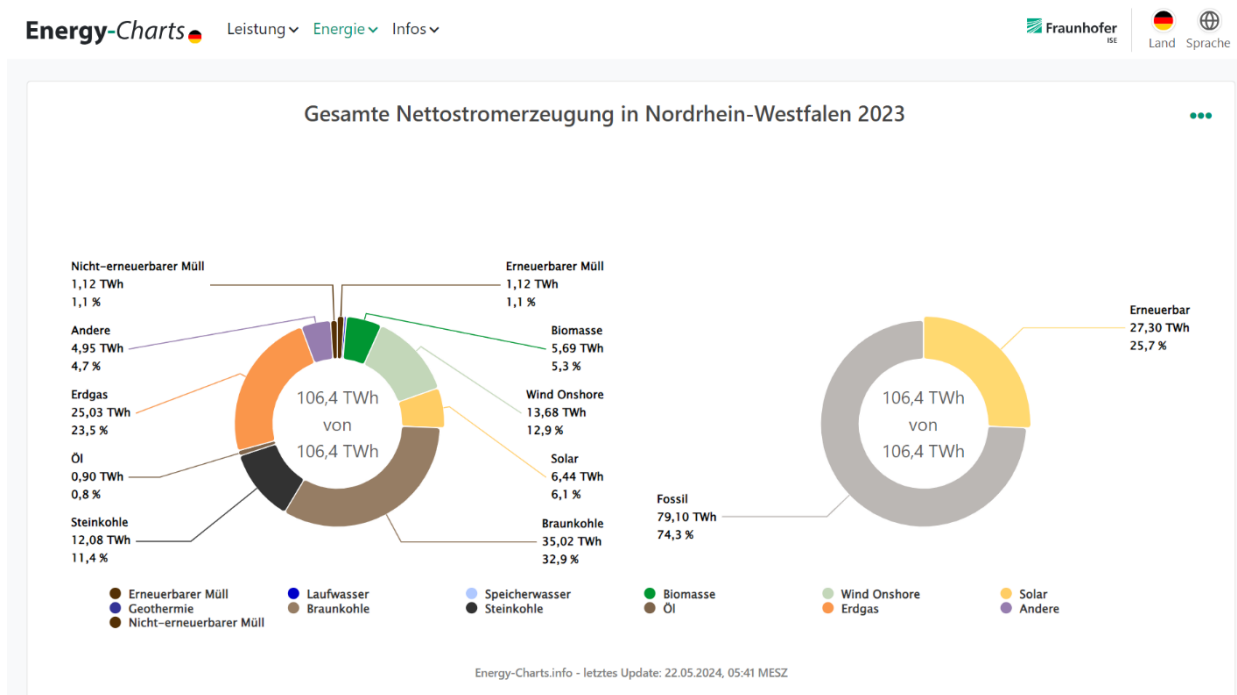 Energy-Charts
Leistung Energie Infos
Fraunhofer
ISE
Land Sprache
Gesamte Nettostromerzeugung in Nordrhein-Westfalen 2023
Nicht-erneuerbarer Müll
1,12 TWh
1,1 %
Andere
4,95 TWh
4,7 %
Erdgas
25,03 TWh
23,5 %
Öl
0,90 TWh
0,8 %
Steinkohle
12,08 TWh
11,4 %
106,4 TWh
von
106,4 TWh
Erneuerbarer Müll
1,12 TWh
1,1 %
Biomasse
5,69 TWh
5,3 %
Wind Onshore
13,68 TWh
12,9 %
Solar
6,44 TWh
6,1 %
Braunkohle
35,02 TWh
32,9 %
Erneuerbar
27,30 TWh
25,7 %
106,4 TWh
von
106,4 TWh
Fossil
79,10 TWh
74,3 %
Erneuerbarer Müll Laufwasser Speicherwasser Biomasse Wind Onshore Solar
Geothermie Braunkohle Steinkohle Öl Erdgas Andere
Nicht-erneuerbarer Müll
Energy-Charts.info - letztes Update: 22.05.2024, 05:41 MESZ